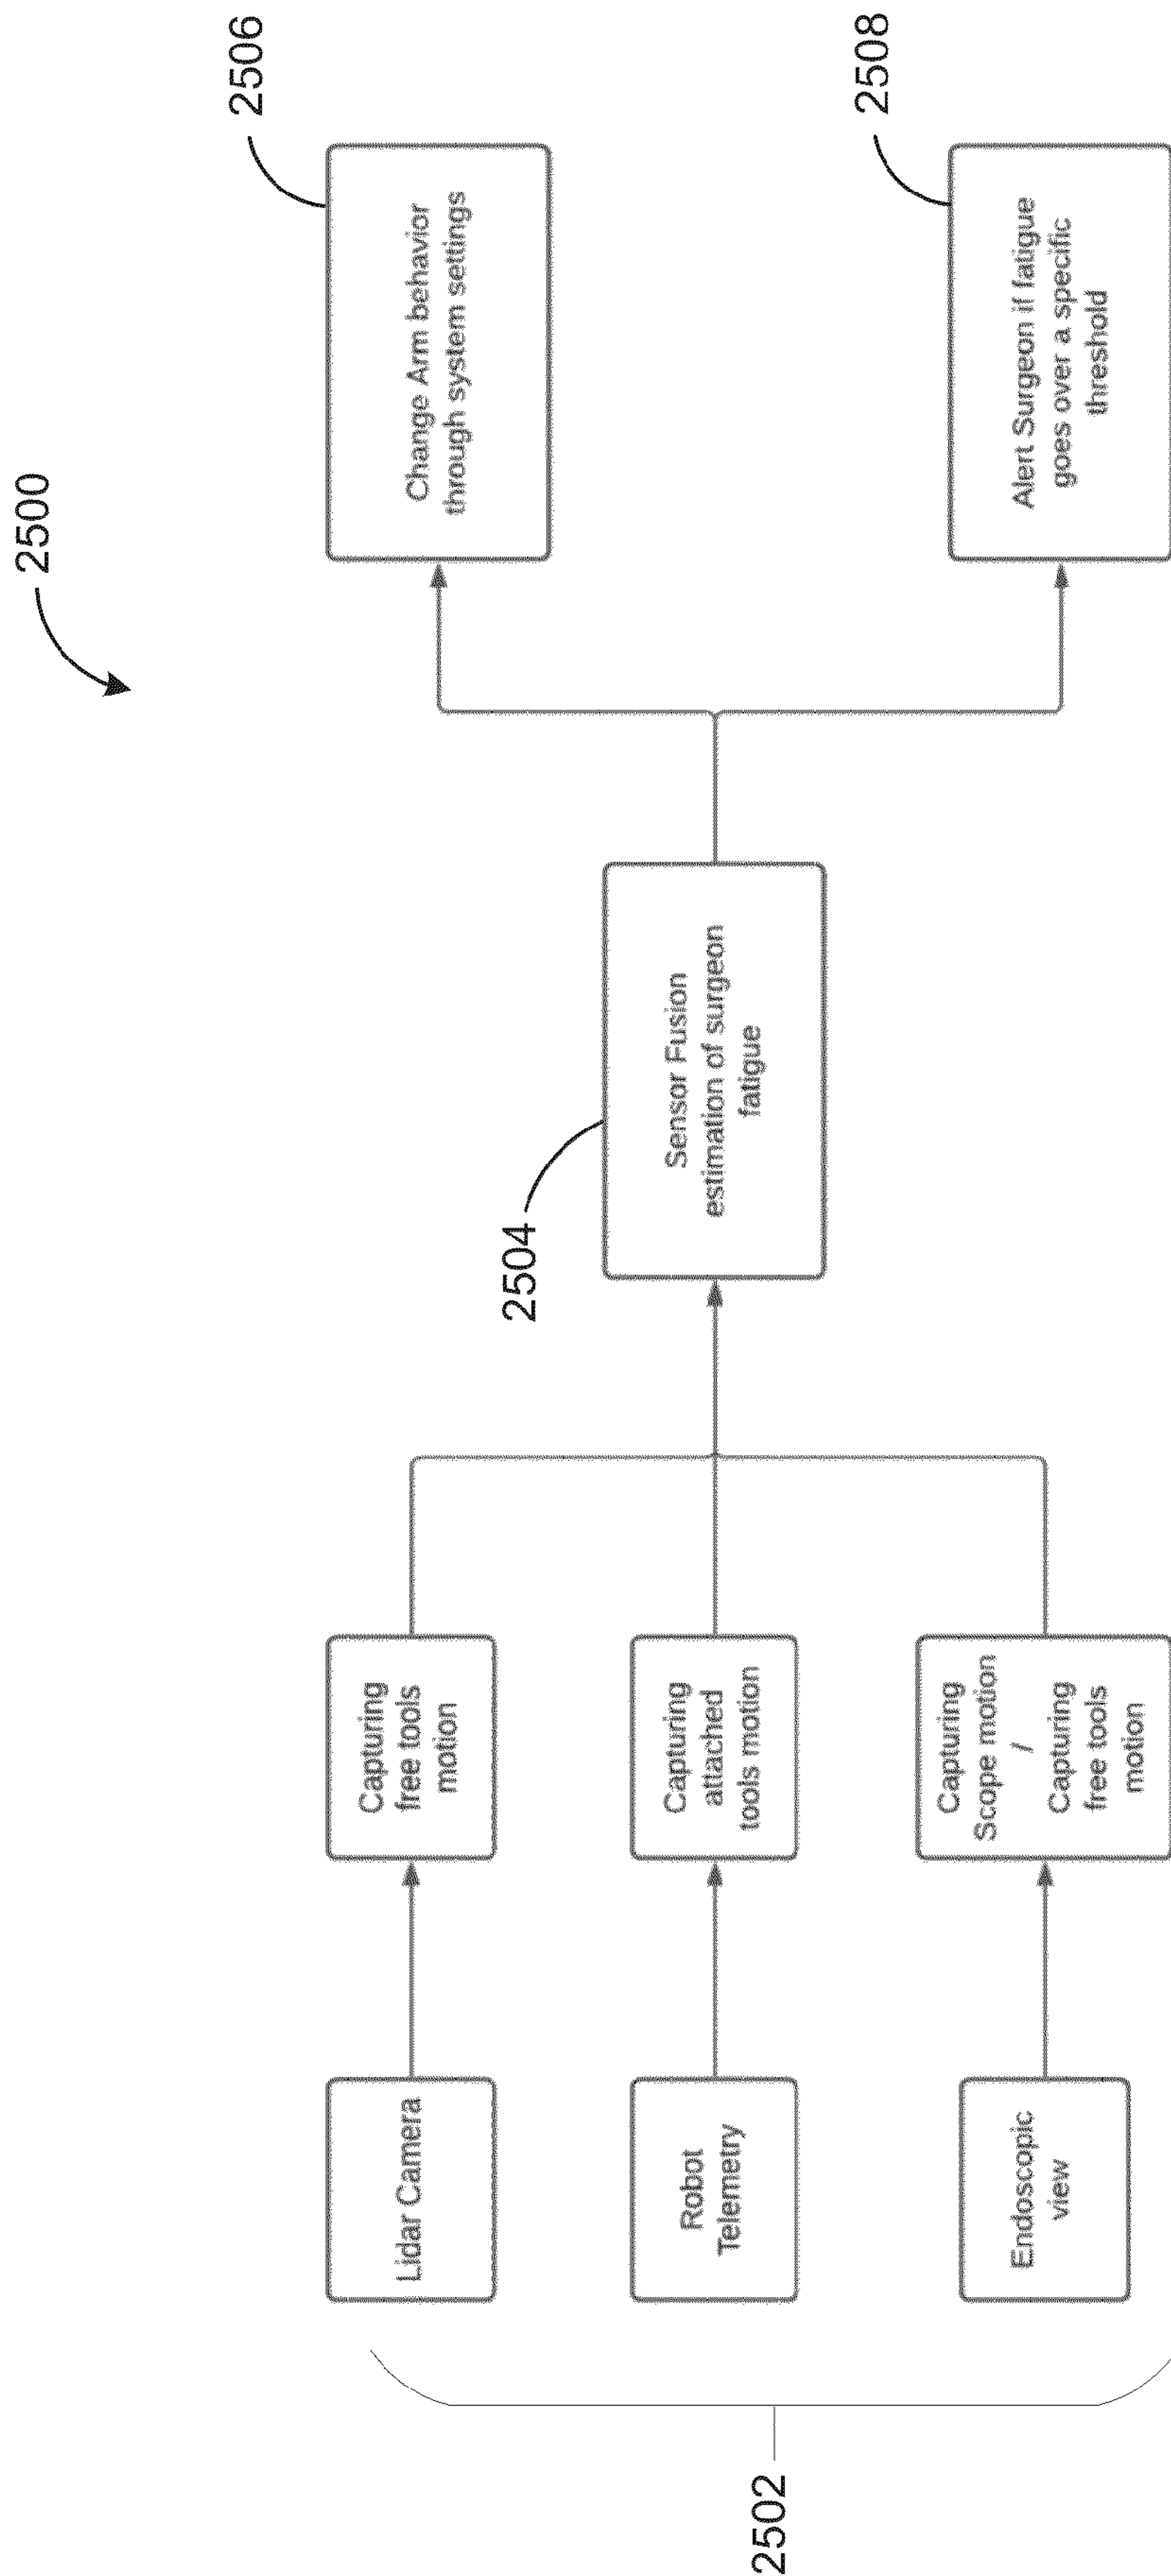 2500
2502
Lidar Camera
Capturing
free tools
motion
Robot
Telemetry
Capturing
attached
tools motion
Endoscopic
view
Capturing
Scope motion
/
Capturing
free tools
motion
2504
Sensor Fusion
estimation of surgeon
fatigue
2506
Change Arm behavior
through system settings
2508
Alert Surgeon if fatigue
goes over a specific
threshold